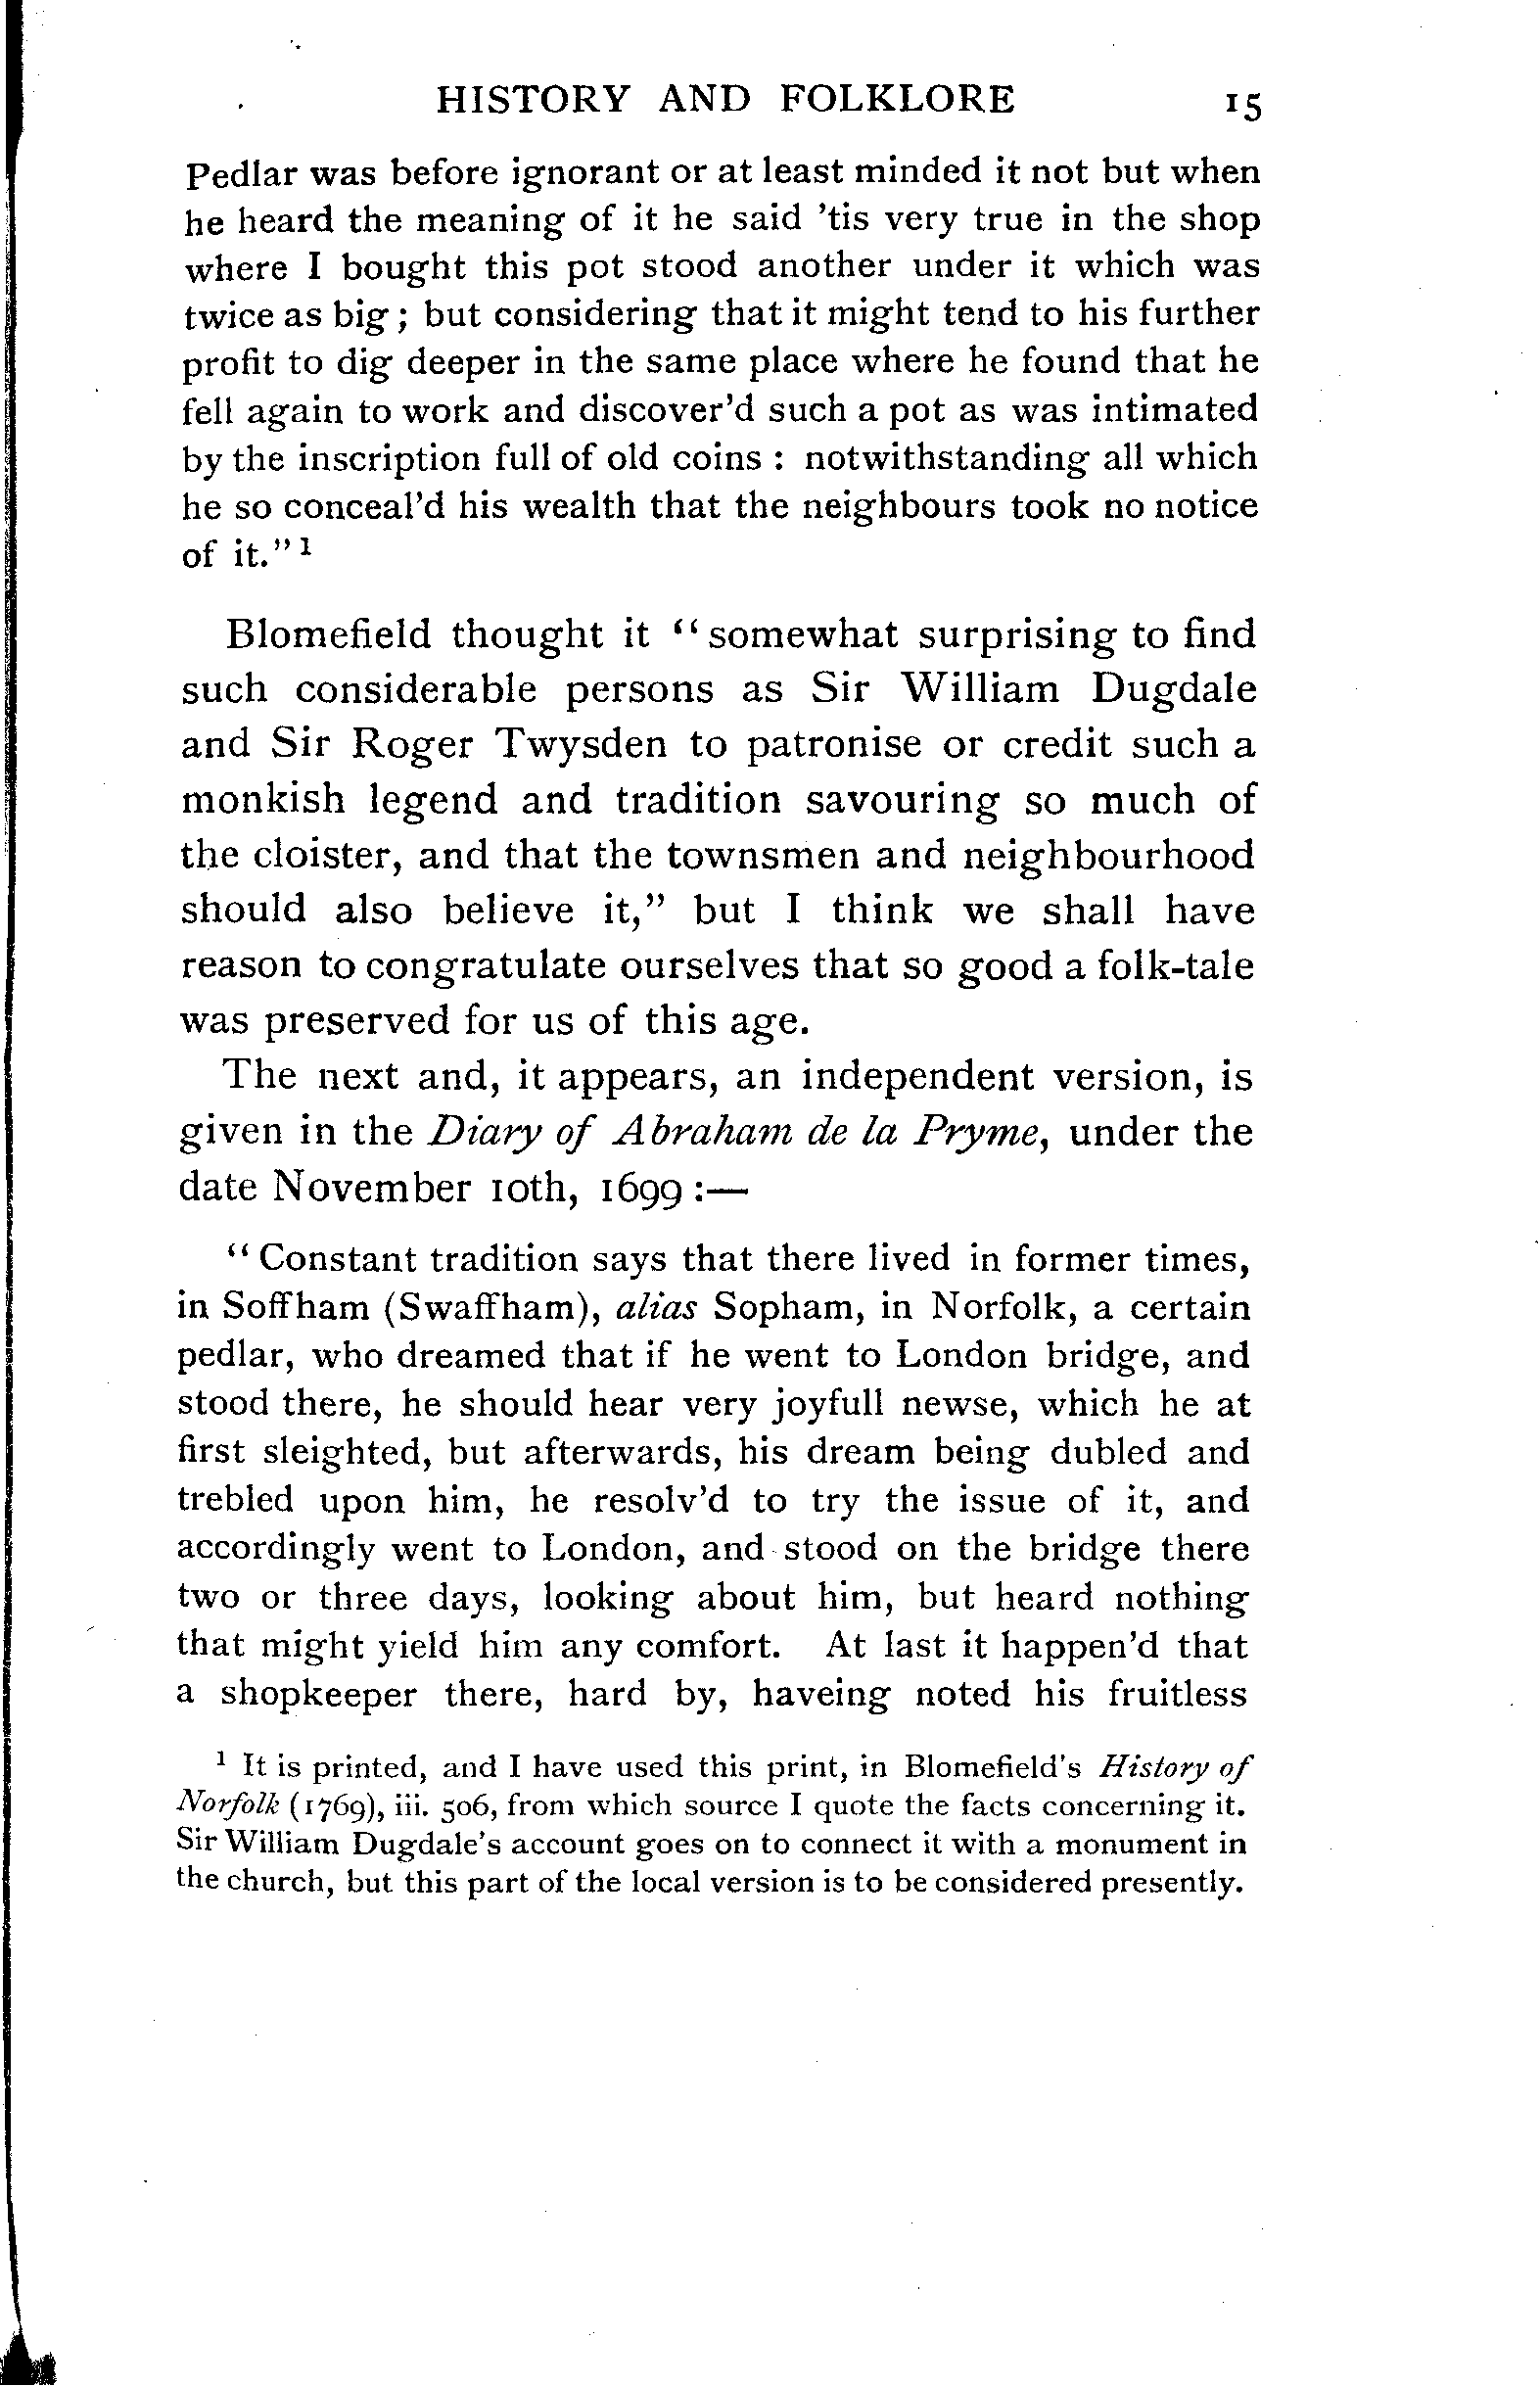 HISTORY AND FOLKLORE 15
Pedlar was before ignorant or at least minded it not but when
he heard the meaning of it he said 'tis very true in the shop
where I bought this pot stood another under it which was
twice as big ; but considering that it might tend to his further
profit to dig deeper in the same place where he found that he
fell again to work and discover'd such a pot as was intimated
by the inscription full of old coins : notwithstanding all which
he so conceal'd his wealth that the neighbours took no notice
of it." 1
Blomefield thought it "somewhat surprising to find
such considerable persons as Sir William Dugdale
and Sir Roger Twysden to patronise or credit such a
monkish legend and tradition savouring so much of
the cloister, and that the townsmen and neighbourhood
should also believe it," but I think we shall have
reason to congratulate ourselves that so good a folk-tale
was preserved for us of this age.
The next and, it appears, an independent version, is
given in the Diary of Abraham de la Pryme, under the
date November 10th, 1699 :—
"Constant tradition says that there lived in former times,
in Soffham (Swaffham), alias Sopham, in Norfolk, a certain
pedlar, who dreamed that if he went to London bridge, and
stood there, he should hear very joyfull newse, which he at
first sleighted, but afterwards, his dream being dubled and
trebled upon him, he resolv'd to try the issue of it, and
accordingly went to London, and stood on the bridge there
two or three days, looking about him, but heard nothing
that might yield him any comfort. At last it happen'd that
a shopkeeper there, hard by, haveing noted his fruitless
1 It is printed, and I have used this print, in Blomefield's History of
Norfolk (1769), iii. 506, from which source I quote the facts concerning it.
Sir William Dugdale's account goes on to connect it with a monument in
the church, but this part of the local version is to be considered presently.